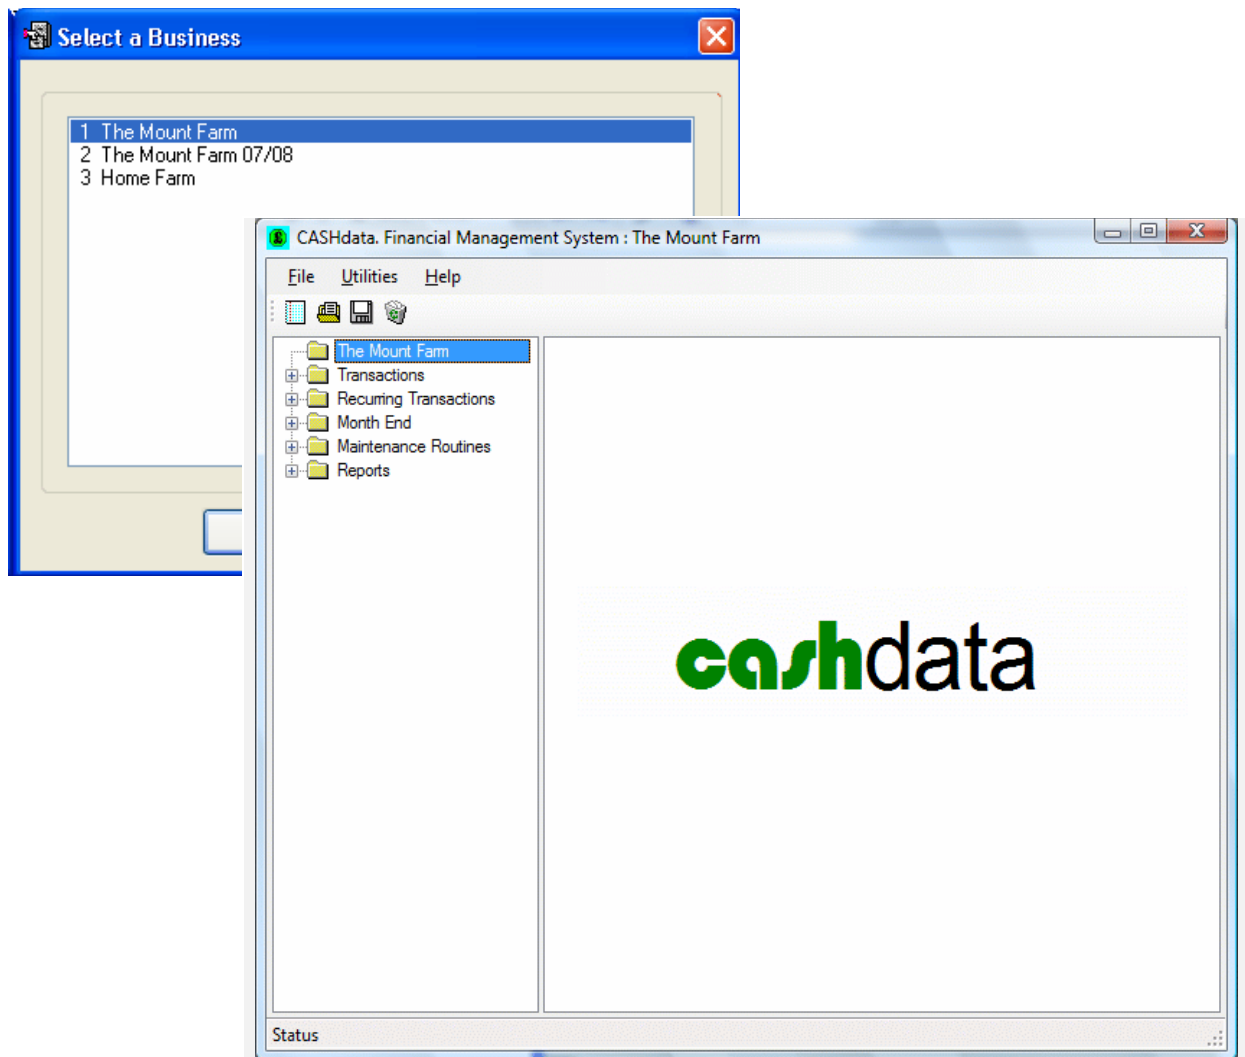 Select a Business
1 The Mount Farm
2 The Mount Farm 07/08
3 Home Farm
CASHdata. Financial Management System : The Mount Farm
File Utilities Help
The Mount Farm
Transactions
Recurring Transactions
Month End
Maintenance Routines
Reports
cashdata
Status